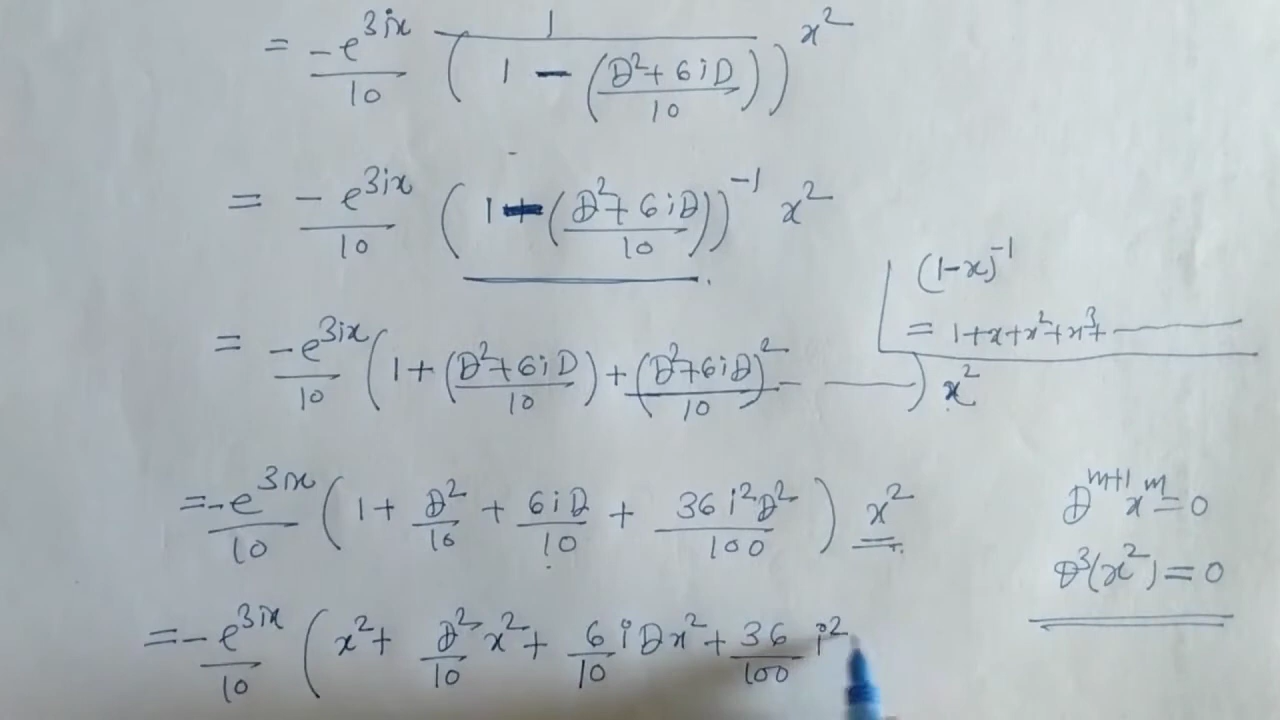 = -e^{3ix}/10 1/(1 - (D²+6iD)/10) x²
= -e^{3ix}/10 (1 - (D²+6iD)/10)^{-1} x²
(1-x)^{-1}
= 1+x+x²+x³+
= -e^{3ix}/10 (1 + (D²+6iD)/10 + ((D²+6iD)/10)² - ) x²
= -e^{3ix}/10 (1 + D²/10 + 6iD/10 + 36i²D²/100) x²
D^{m+1} x^m = 0
D³(x²) = 0
= -e^{3ix}/10 (x² + D²/10 x² + 6/10 iDx² + 36/100 i²